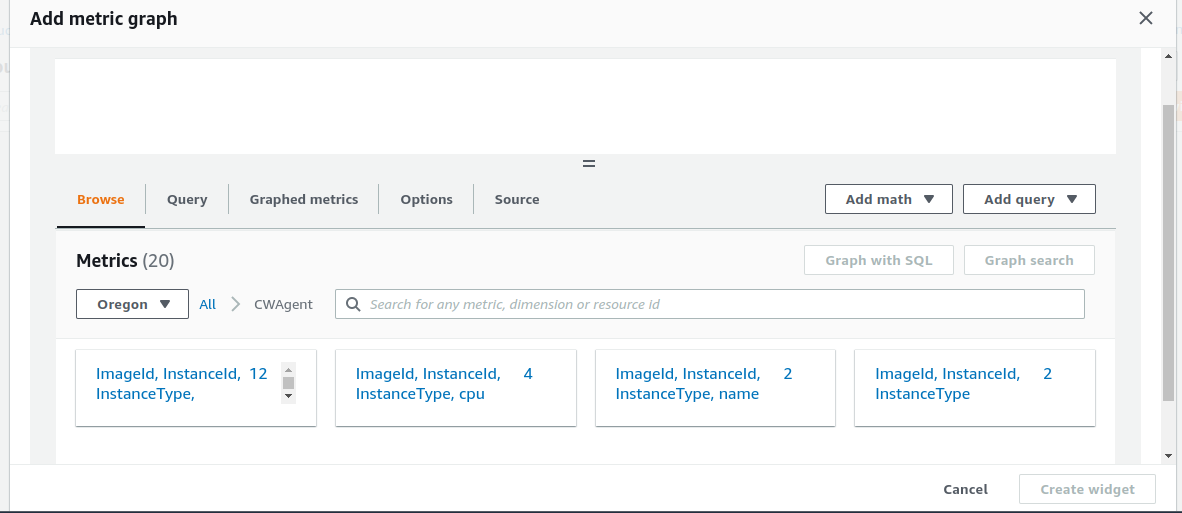 Add metric graph
Browse
Query
Graphed metrics
Options
Source
Add math
Add query
Metrics (20)
Graph with SQL
Graph search
Oregon
All
CWAgent
Search for any metric, dimension or resource id
ImageId, InstanceId, 12
InstanceType,
ImageId, InstanceId, 4
InstanceType, cpu
ImageId, InstanceId, 2
InstanceType, name
ImageId, InstanceId, 2
InstanceType
Cancel
Create widget